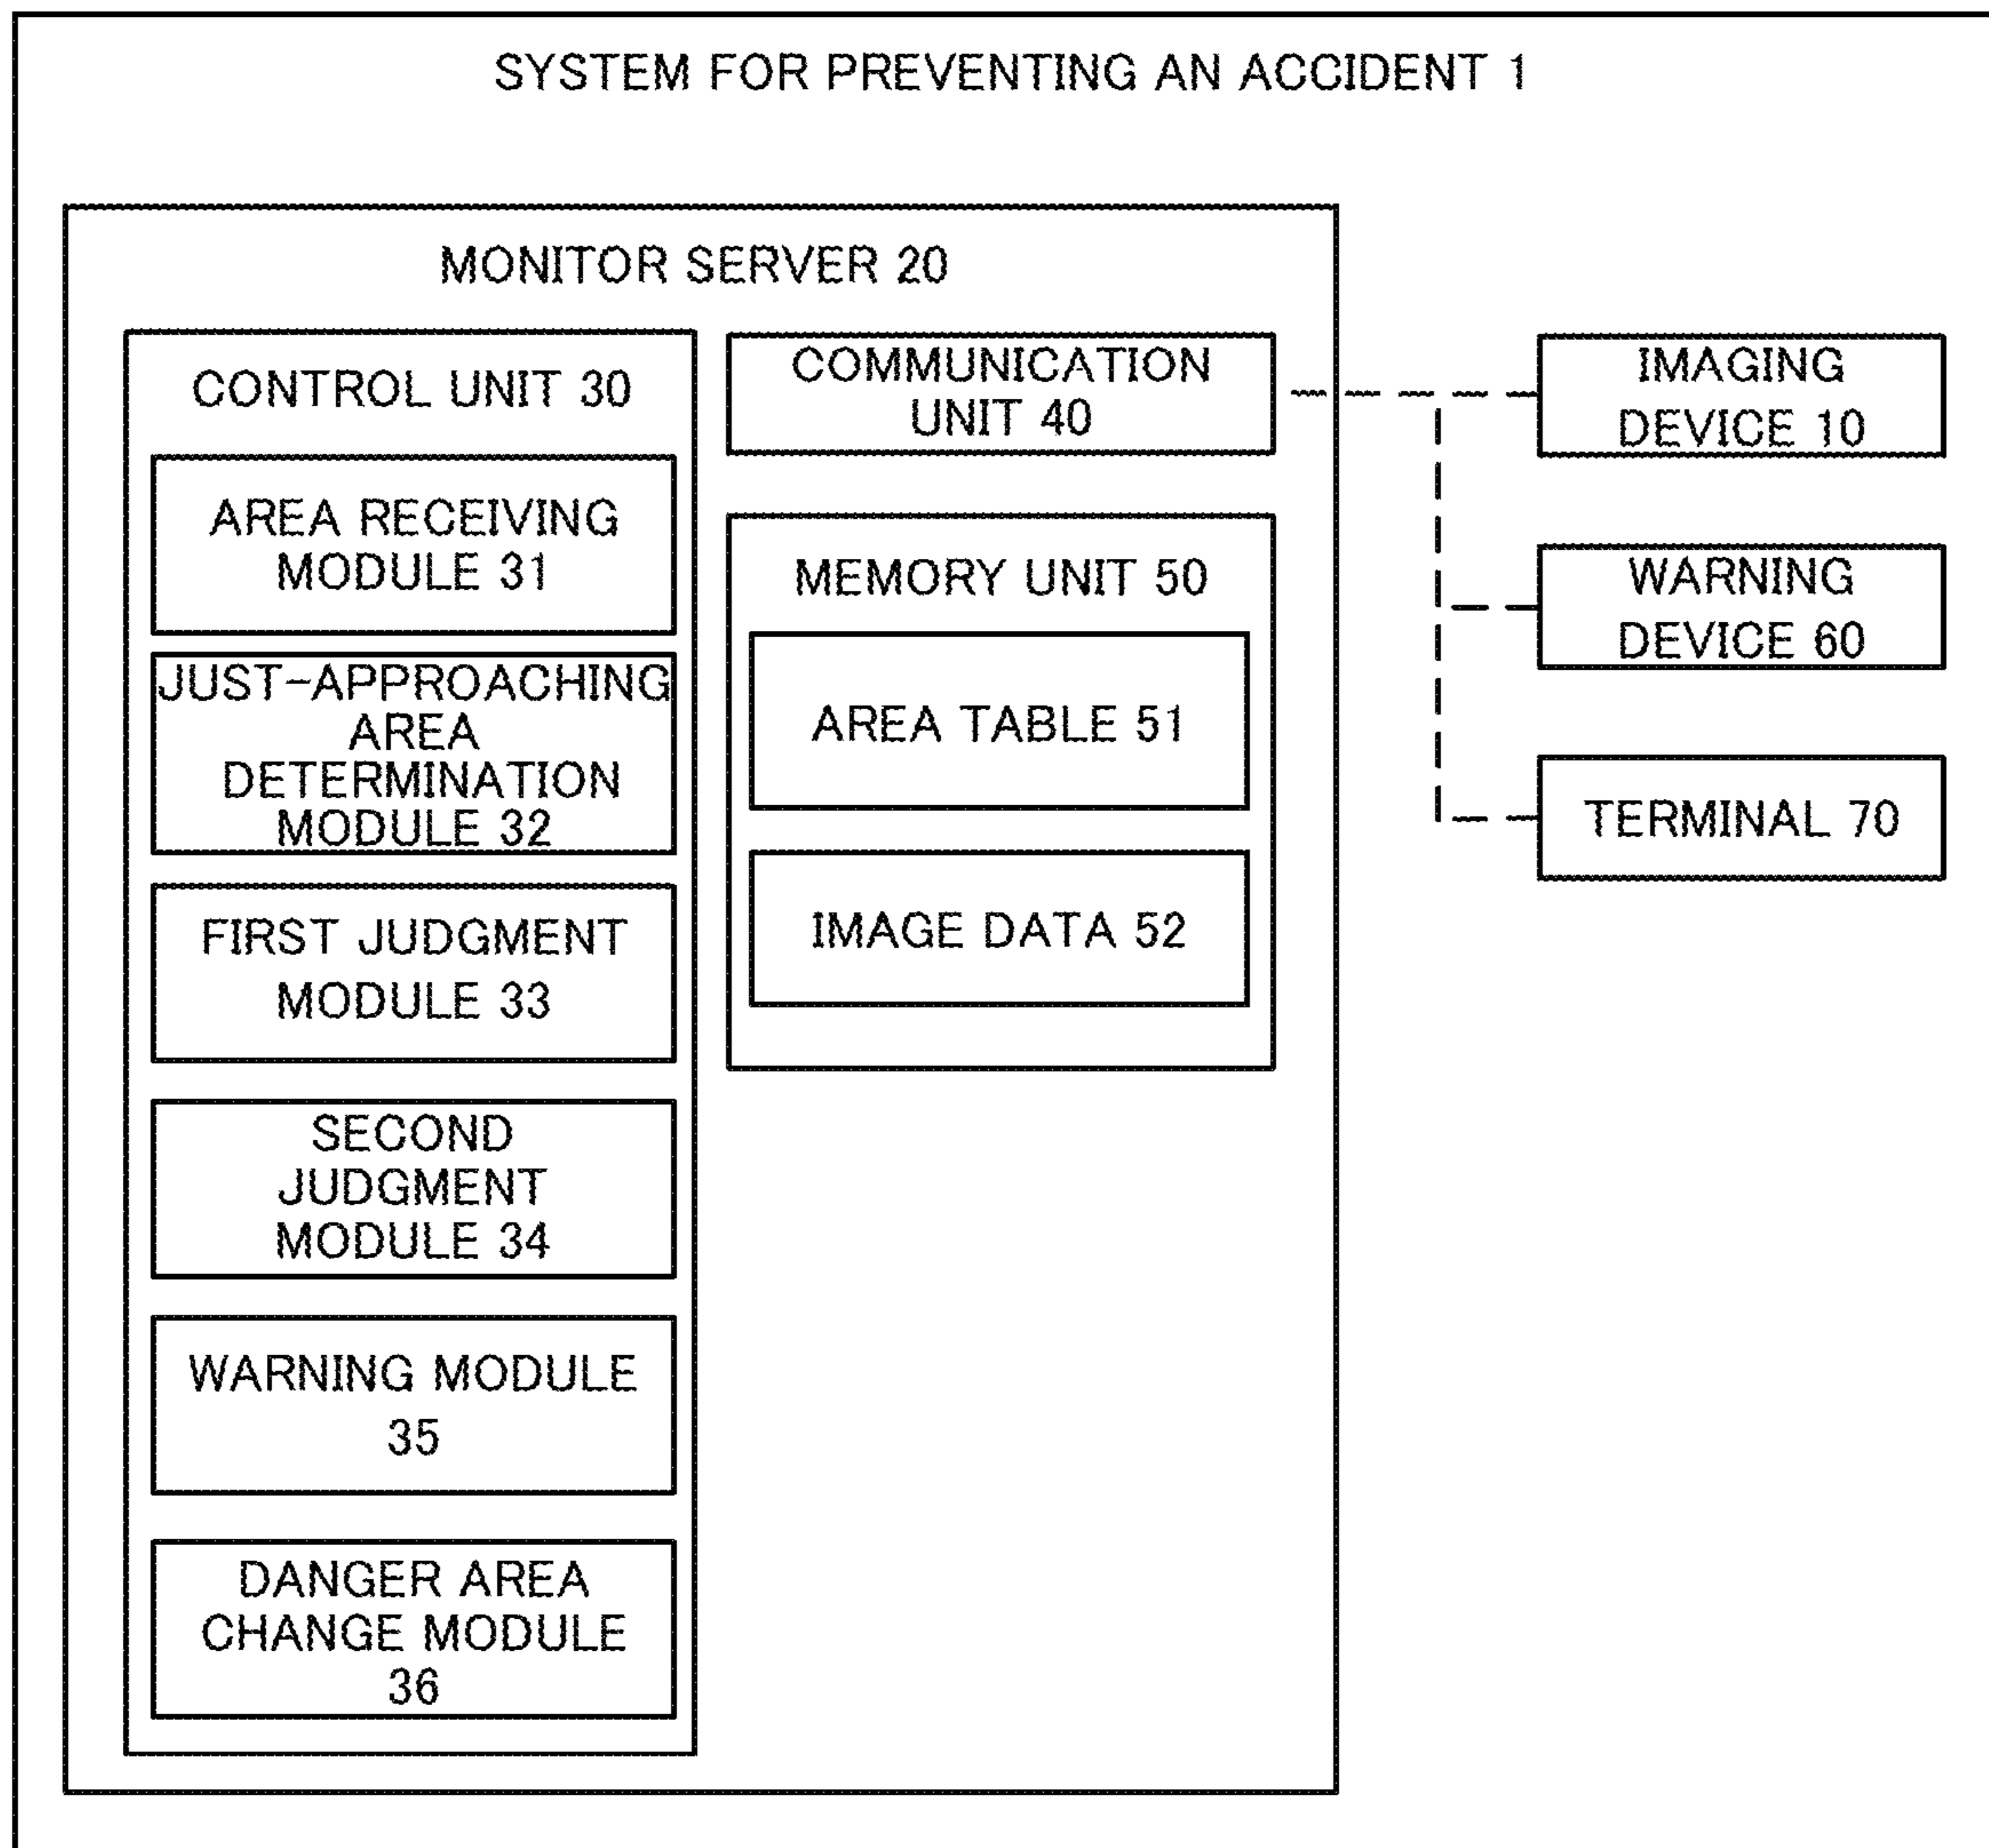 SYSTEM FOR PREVENTING AN ACCIDENT 1
MONITOR SERVER 20
CONTROL UNIT 30
AREA RECEIVING
MODULE 31
JUST-APPROACHING
AREA
DETERMINATION
MODULE 32
FIRST JUDGMENT
MODULE 33
SECOND
JUDGMENT
MODULE 34
WARNING MODULE
35
DANGER AREA
CHANGE MODULE
36
COMMUNICATION
UNIT 40
MEMORY UNIT 50
AREA TABLE 51
IMAGE DATA 52
IMAGING
DEVICE 10
WARNING
DEVICE 60
TERMINAL 70